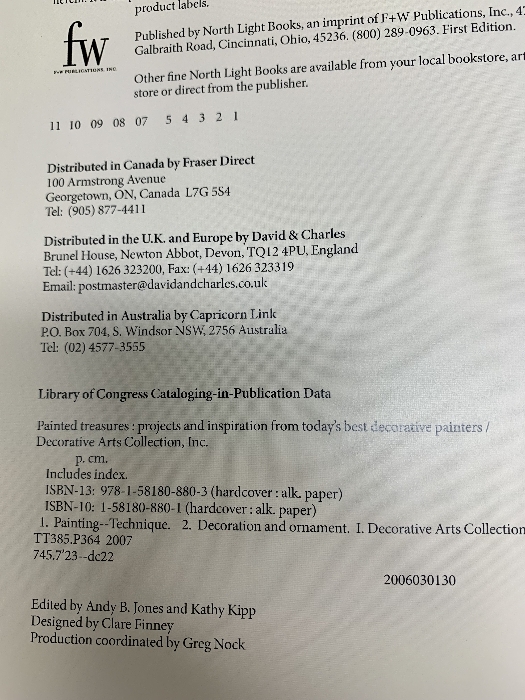 product labels.
fw
F+W PUBLICATIONS, INC.
Published by North Light Books, an imprint of F+W Publications, Inc.,
Galbraith Road, Cincinnati, Ohio, 45236. (800) 289-0963. First Edition.
Other fine North Light Books are available from your local bookstore, art
store or direct from the publisher.
11 10 09 08 07 5 4 3 2 1
Distributed in Canada by Fraser Direct
100 Armstrong Avenue
Georgetown, ON, Canada L7G 5S4
Tel: (905) 877-4411
Distributed in the U.K. and Europe by David & Charles
Brunel House, Newton Abbot, Devon, TQ12 4PU, England
Tel: (+44) 1626 323200, Fax: (+44) 1626 323319
Email: postmaster@davidandcharles.co.uk
Distributed in Australia by Capricorn Link
P.O. Box 704, S. Windsor NSW, 2756 Australia
Tel: (02) 4577-3555
Library of Congress Cataloging-in-Publication Data
Painted treasures : projects and inspiration from today's best decorative painters /
Decorative Arts Collection, Inc.
p. cm.
Includes index.
ISBN-13: 978-1-58180-880-3 (hardcover : alk. paper)
ISBN-10: 1-58180-880-1 (hardcover : alk. paper)
1. Painting--Technique. 2. Decoration and ornament. I. Decorative Arts Collection
TT385.P364 2007
745.7'23--dc22
2006030130
Edited by Andy B. Jones and Kathy Kipp
Designed by Clare Finney
Production coordinated by Greg Nock